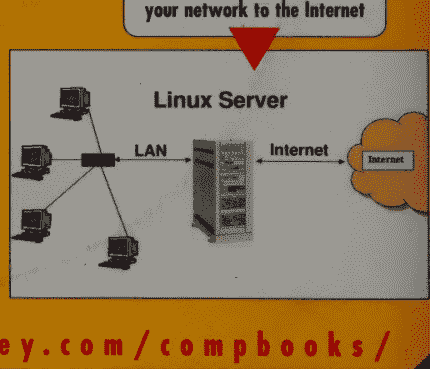 your network to the Internet
Linux Server
LAN
Internet
Internet
ey.com/compbooks/